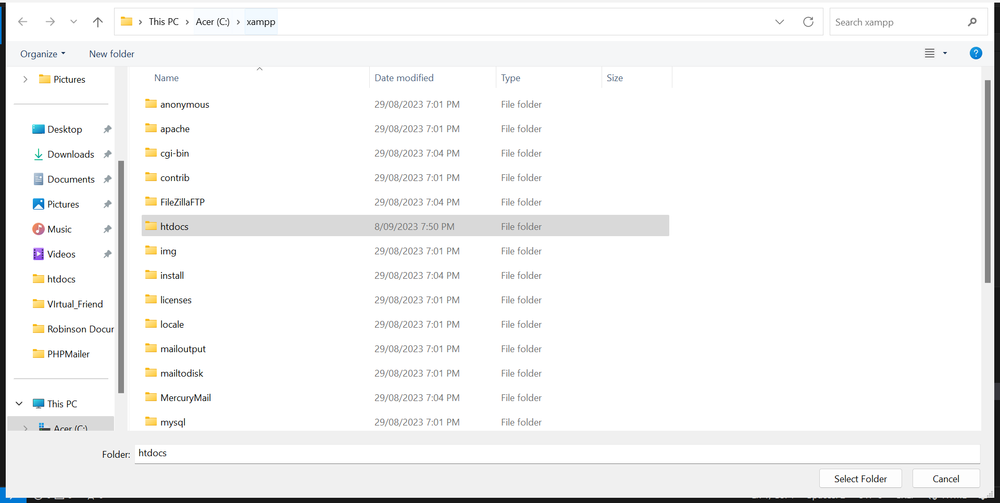 This PC > Acer (C:) > xampp
Search xampp
Organize
New folder
?
Pictures
Desktop
Downloads
Documents
Pictures
Music
Videos
htdocs
VIrtual_Friend
Robinson Docur
PHPMailer
This PC
Acer (C:)
Name Date modified Type Size
anonymous 29/08/2023 7:01 PM File folder
apache 29/08/2023 7:01 PM File folder
cgi-bin 29/08/2023 7:04 PM File folder
contrib 29/08/2023 7:01 PM File folder
FileZillaFTP 29/08/2023 7:04 PM File folder
htdocs 8/09/2023 7:50 PM File folder
img 29/08/2023 7:01 PM File folder
install 29/08/2023 7:04 PM File folder
licenses 29/08/2023 7:01 PM File folder
locale 29/08/2023 7:01 PM File folder
mailoutput 29/08/2023 7:01 PM File folder
mailtodisk 29/08/2023 7:01 PM File folder
MercuryMail 29/08/2023 7:04 PM File folder
mysql 29/08/2023 7:01 PM File folder
Folder: htdocs
Select Folder
Cancel